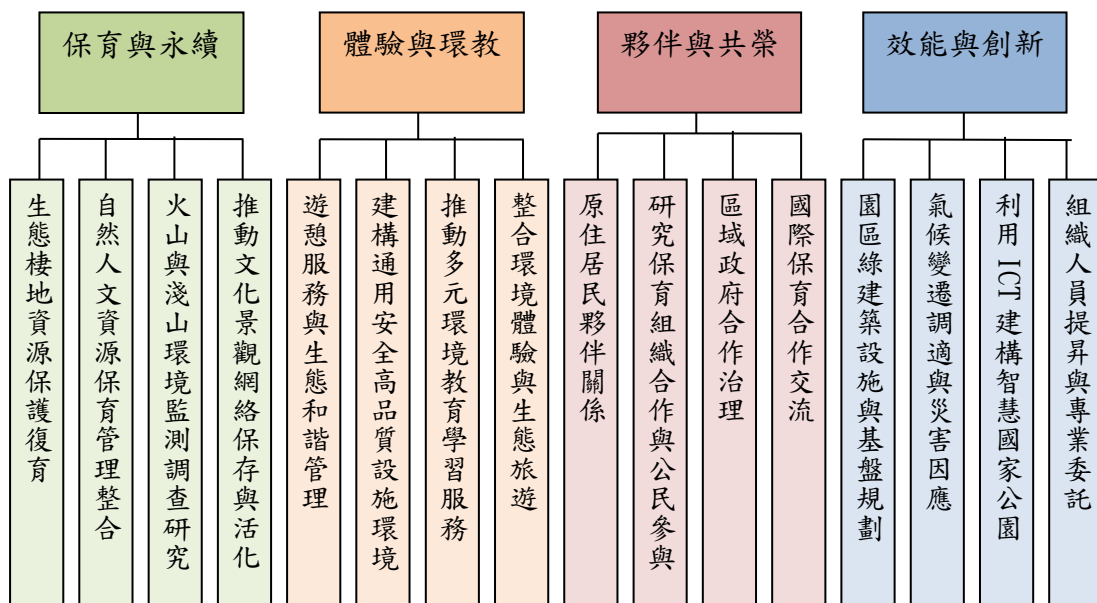 保育與永續
體驗與環教
夥伴與共榮
效能與創新
生態棲地資源保護復育
自然人文資源保育管理整合
火山與淺山環境監測調查研究
推動文化景觀網絡保存與活化
遊憩服務與生態和諧管理
建構通用安全高品質設施環境
推動多元環境教育學習服務
整合環境體驗與生態旅遊
原住居民夥伴關係
研究保育組織合作與公民參與
區域政府合作治理
國際保育合作交流
園區綠建築設施與基盤規劃
氣候變遷調適與災害因應
利用 ICT 建構智慧國家公園
組織人員提昇與專業委託